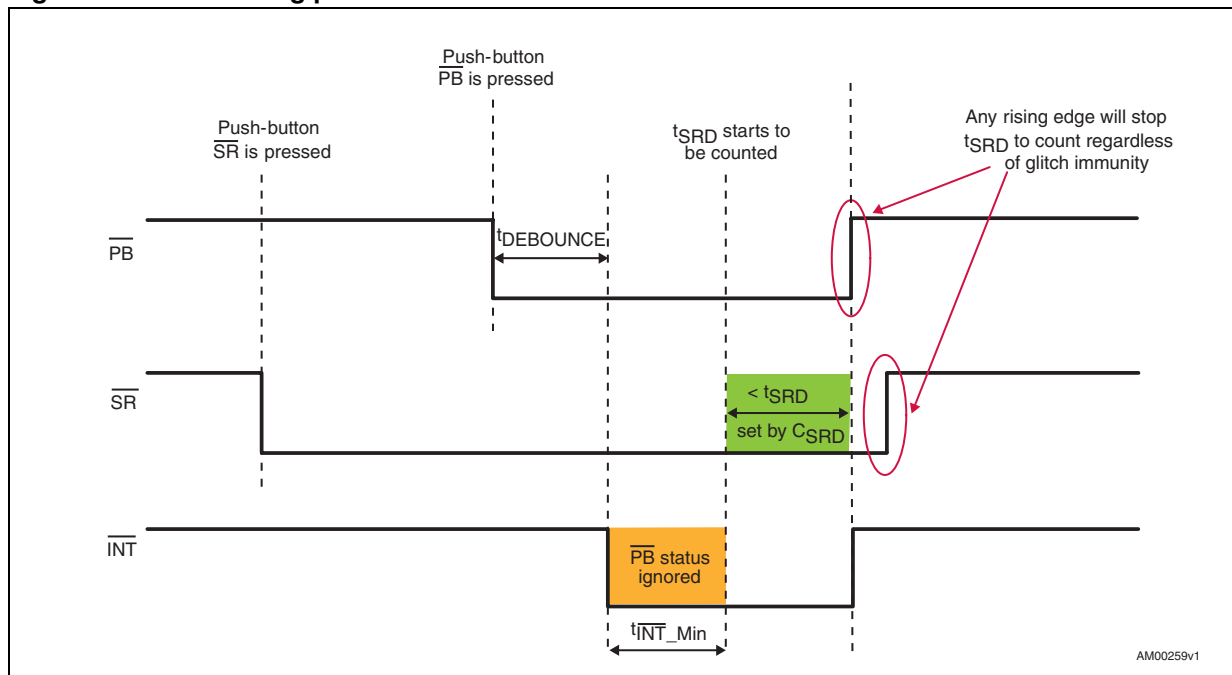 Push-button
PB is pressed
Push-button
SR is pressed
tSRD starts to
be counted
Any rising edge will stop
tSRD to count regardless
of glitch immunity
PB
tDEBOUNCE
SR
< tSRD
set by CSRD
INT
PB status
ignored
tINT_Min
AM00259v1